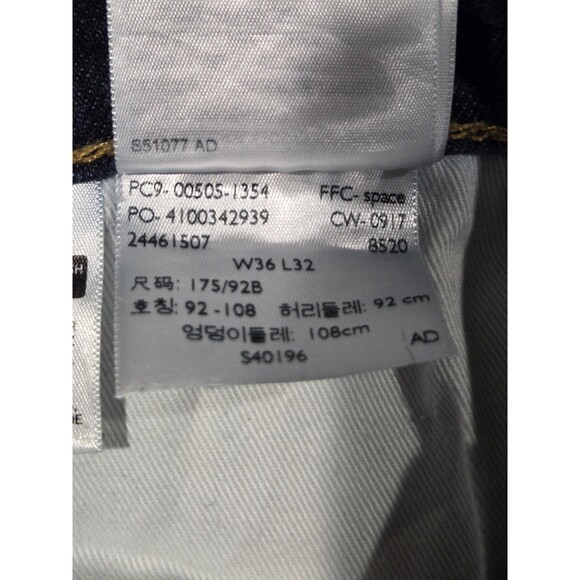 S51077 AD
PC9- 00505-1354 FFC- space
PO- 4100342939 CW- 0917
24461507 8520
W36 L32
尺码: 175/92B
호칭: 92 -108 허리둘레: 92 cm
엉덩이둘레: 108cm AD
S40196